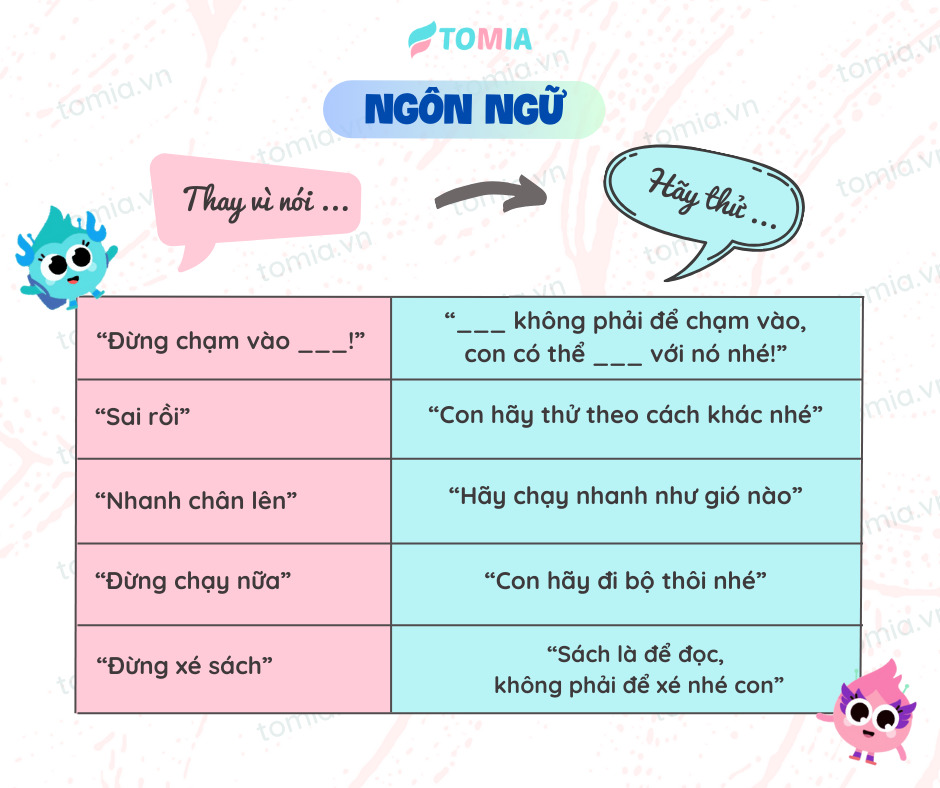 TOMIA
NGÔN NGỮ
Thay vì nói ...
Hãy thử ...
“Đừng chạm vào ___!”
“___ không phải để chạm vào,
con có thể ___ với nó nhé!”
“Sai rồi”
“Con hãy thử theo cách khác nhé”
“Nhanh chân lên”
“Hãy chạy nhanh như gió nào”
“Đừng chạy nữa”
“Con hãy đi bộ thôi nhé”
“Đừng xé sách”
“Sách là để đọc,
không phải để xé nhé con”
tomia.vn